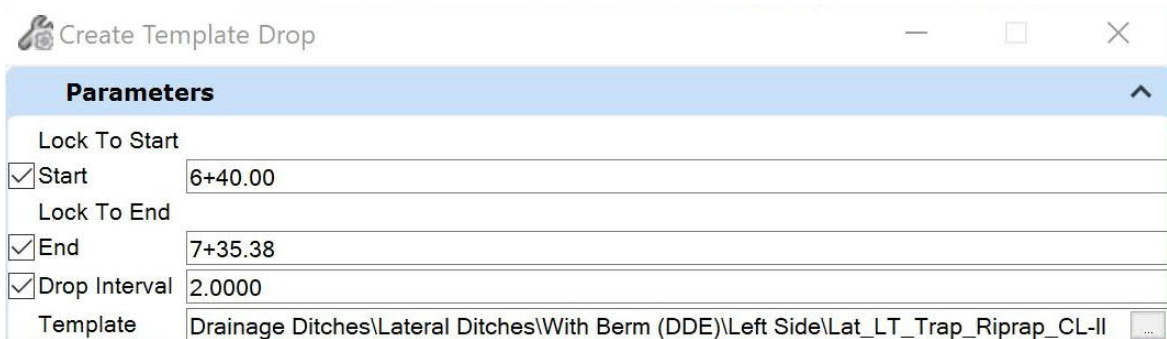 Create Template Drop
Parameters
Lock To Start
Start 6+40.00
Lock To End
End 7+35.38
Drop Interval 2.0000
Template Drainage Ditches\Lateral Ditches\With Berm (DDE)\Left Side\Lat_LT_Trap_Riprap_CL-II ...